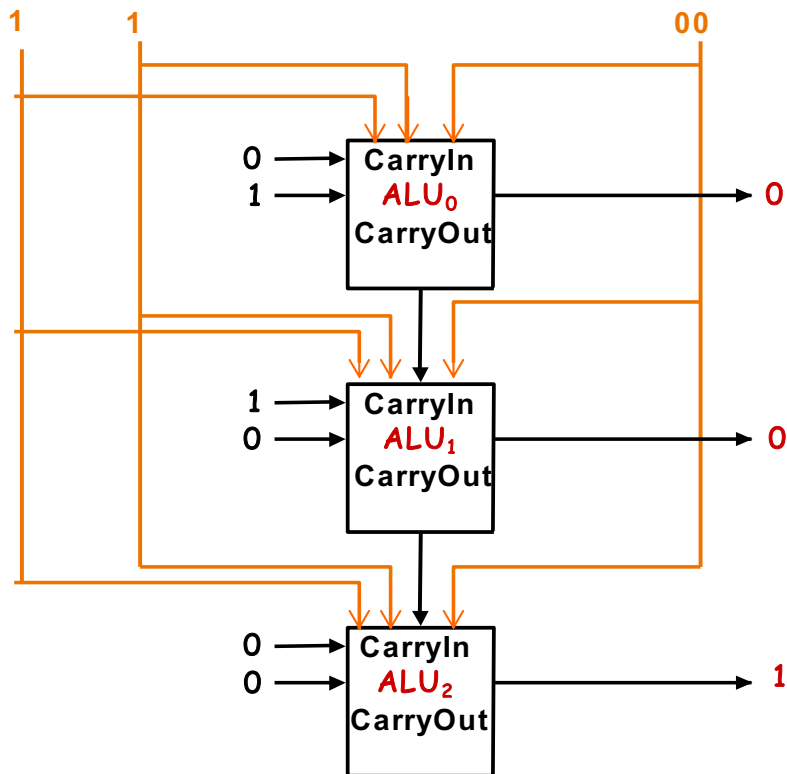 1 1 00
0 CarryIn
1 ALU₀ 0
CarryOut
1 CarryIn
0 ALU₁ 0
CarryOut
0 CarryIn
0 ALU₂ 1
CarryOut